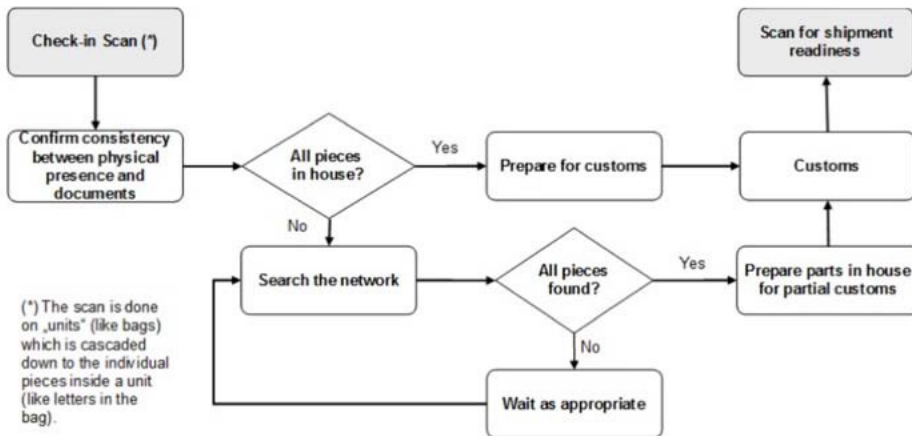 Check-in Scan (*)
Scan for shipment
readiness
Confirm consistency
between physical
presence and
documents
All pieces
in house?
Yes
Prepare for customs
Customs
No
Search the network
All pieces
found?
Yes
Prepare parts in house
for partial customs
No
Wait as appropriate
(*) The scan is done
on „units“ (like bags)
which is cascaded
down to the individual
pieces inside a unit
(like letters in the
bag).